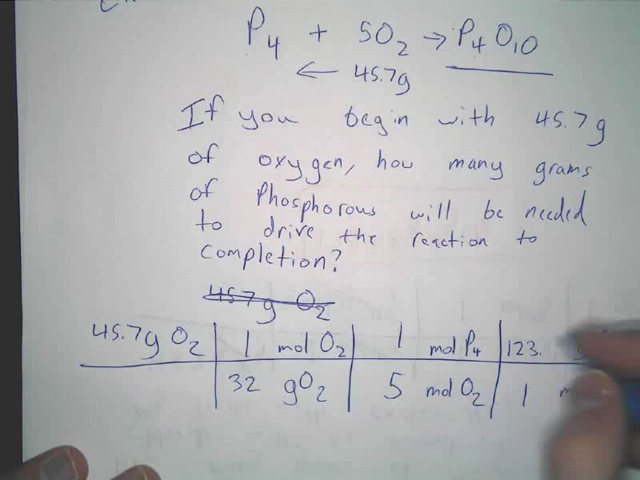 P4 + 5O2 → P4O10
← 45.7g
If you begin with 45.7g
of oxygen, how many grams
of Phosphorous will be needed
to drive the reaction to
completion?
45.7g O2
45.7g O2 | 1 mol O2 | 1 mol P4 | 123.
32 gO2 | 5 mol O2 | 1